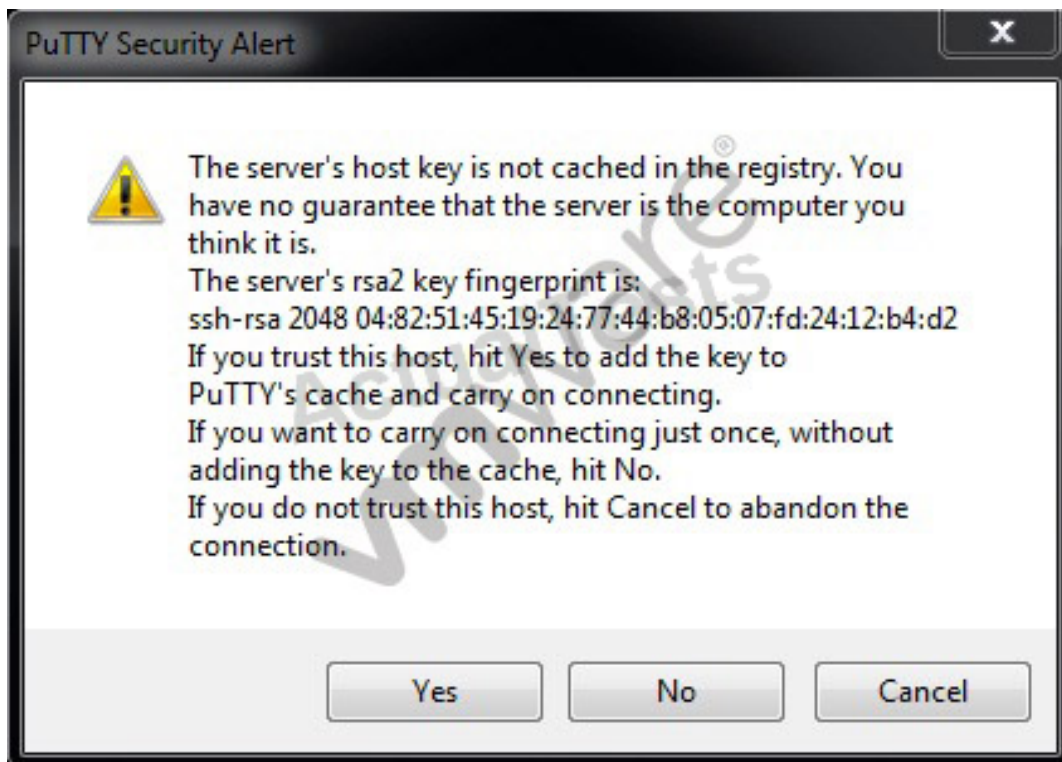 PuTTY Security Alert
The server's host key is not cached in the registry. You
have no guarantee that the server is the computer you
think it is.
The server's rsa2 key fingerprint is:
ssh-rsa 2048 04:82:51:45:19:24:77:44:b8:05:07:fd:24:12:b4:d2
If you trust this host, hit Yes to add the key to
PuTTY's cache and carry on connecting.
If you want to carry on connecting just once, without
adding the key to the cache, hit No.
If you do not trust this host, hit Cancel to abandon the
connection.
vmware®
Yes No Cancel